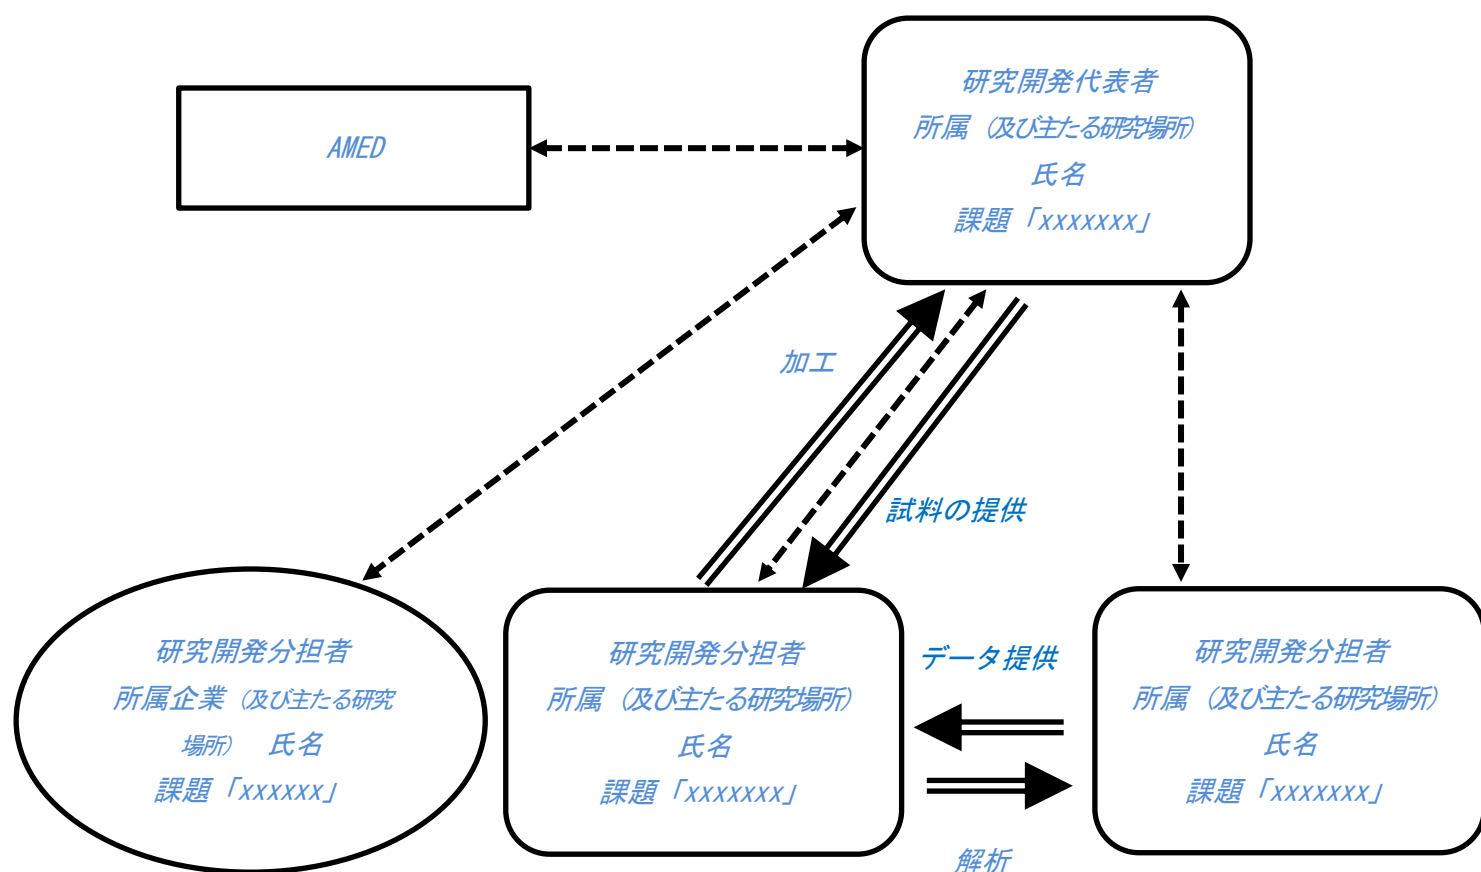 研究開発代表者
所属（及び主たる研究場所）
氏名
課題「xxxxxxx」
AMED
加工
試料の提供
研究開発分担者
所属企業（及び主たる研究
場所）　氏名
課題「xxxxxx」
研究開発分担者
所属（及び主たる研究場所）
氏名
課題「xxxxxxx」
データ提供
解析
研究開発分担者
所属（及び主たる研究場所）
氏名
課題「xxxxxxx」